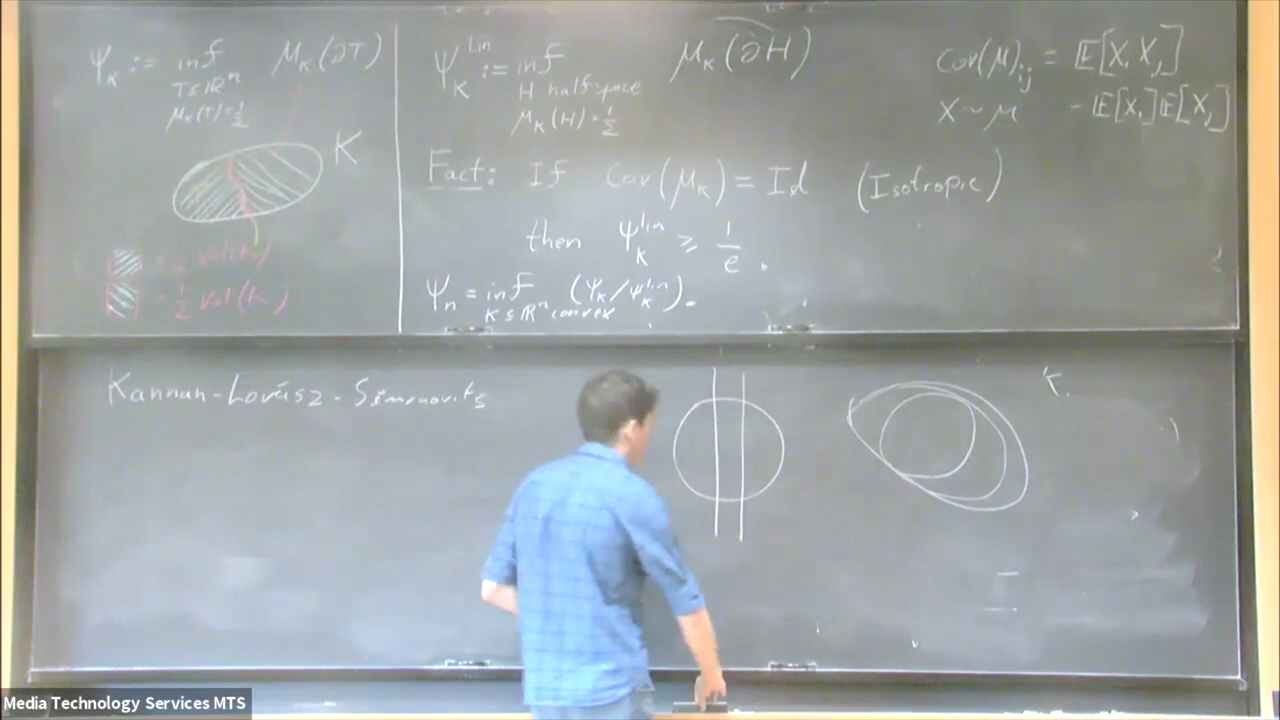 ψ_K := inf μ_K(∂T)
T⊆ℝⁿ
μ_K(T)=½
K
= ½ vol(K)
= ½ vol(K)
ψ_K^Lin := inf μ_K(∂H)
H halfspace
μ_K(H)=½
Fact: If Cov(μ_K) = Id (Isotropic)
then ψ_K^lin ≥ 1/e.
ψ_n = inf (ψ_K/ψ_K^lin).
K⊆ℝⁿ convex
Cov(μ)_ij = 𝔼[X_i X_j]
X ~ μ - 𝔼[X_i]𝔼[X_j]
Kannan-Lovász-Simonovits
K.
Media Technology Services MTS